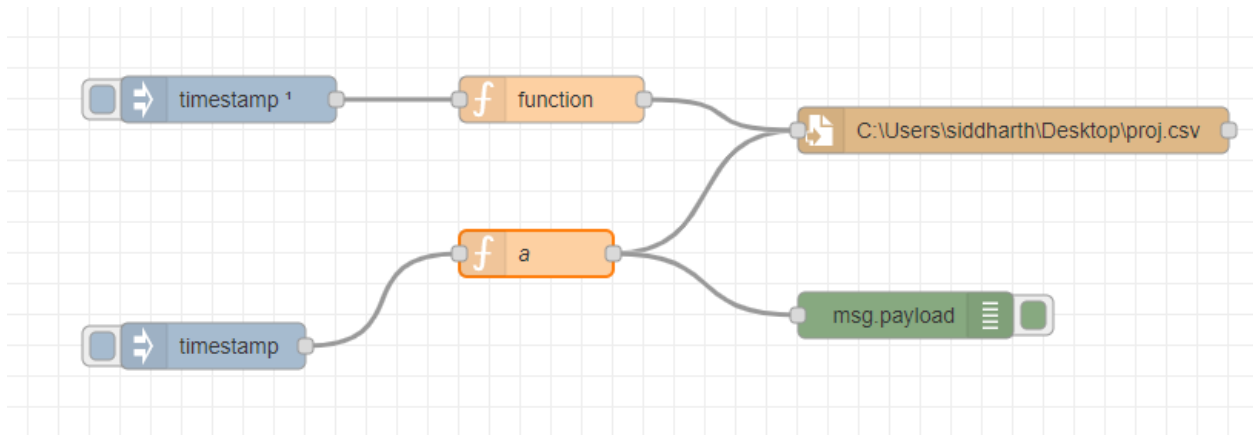 timestamp ¹
function
C:\Users\siddharth\Desktop\proj.csv
a
msg.payload
timestamp